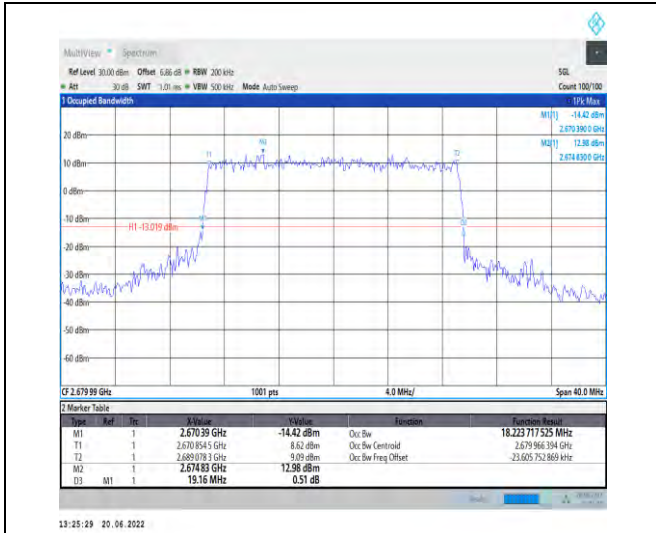 MultiView Spectrum
Ref Level 30.00 dBm Offset 6.86 dB RBW 200 kHz SGL
Att 30 dB SWT 1.01 ms VBW 500 kHz Mode Auto Sweep Count 100/100
1 Occupied Bandwidth 1Pk Max
M1[1] -14.42 dBm
2.670 390 0 GHz
M2[1] 12.98 dBm
2.674 830 0 GHz
20 dBm
M2
T1
T2
10 dBm
0 dBm
-10 dBm
H1 -13.019 dBm
-20 dBm
-30 dBm
-40 dBm
-50 dBm
-60 dBm
CF 2.679 99 GHz 1001 pts 4.0 MHz/ Span 40.0 MHz
2 Marker Table
Type Ref Trc X-Value Y-Value Function Function Result
M1 1 2.670 39 GHz -14.42 dBm Occ Bw 18.223 717 525 MHz
T1 1 2.670 854 5 GHz 8.62 dBm Occ Bw Centroid 2.679 966 394 GHz
T2 1 2.689 078 3 GHz 9.09 dBm Occ Bw Freq Offset -23.605 752 869 kHz
M2 1 2.674 83 GHz 12.98 dBm
D3 M1 1 19.16 MHz 0.51 dB
13:25:29 20.06.2022